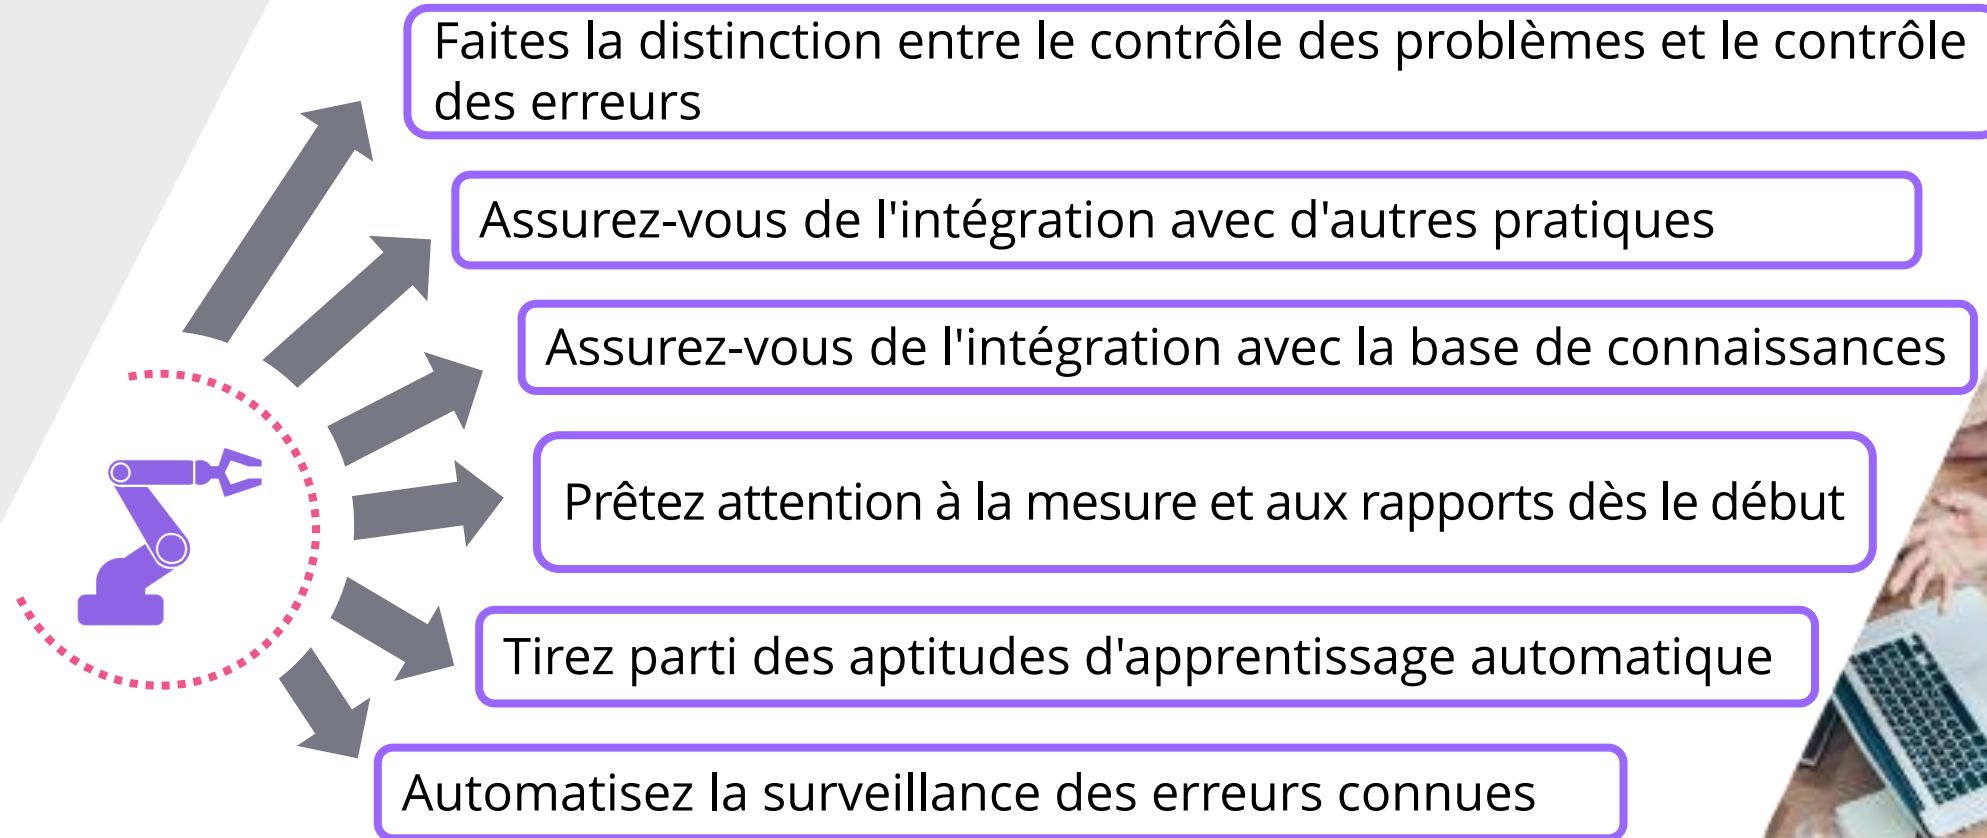 Faites la distinction entre le contrôle des problèmes et le contrôle
des erreurs
Assurez-vous de l'intégration avec d'autres pratiques
Assurez-vous de l'intégration avec la base de connaissances
Prêtez attention à la mesure et aux rapports dès le début
Tirez parti des aptitudes d'apprentissage automatique
Automatisez la surveillance des erreurs connues